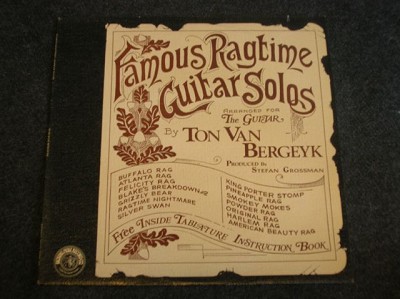 Famous Ragtime
Guitar Solos
ARRANGED FOR
The GUITAR
By TON VAN
BERGEYK
PRODUCED By
STEFAN GROSSMAN
BUFFALO RAG
ATLANTA RAG
FELICITY RAG
BLAKE'S BREAKDOWN
GRIZZLY BEAR
RAGTIME NIGHTMARE
SILVER SWAN
KING PORTER STOMP
PINEAPPLE RAG
SMOKEY MOKES
POWDER RAG
ORIGINAL RAG
HARLEM RAG
AMERICAN BEAUTY RAG
Free INSIDE TABLATURE INSTRUCTION BOOK